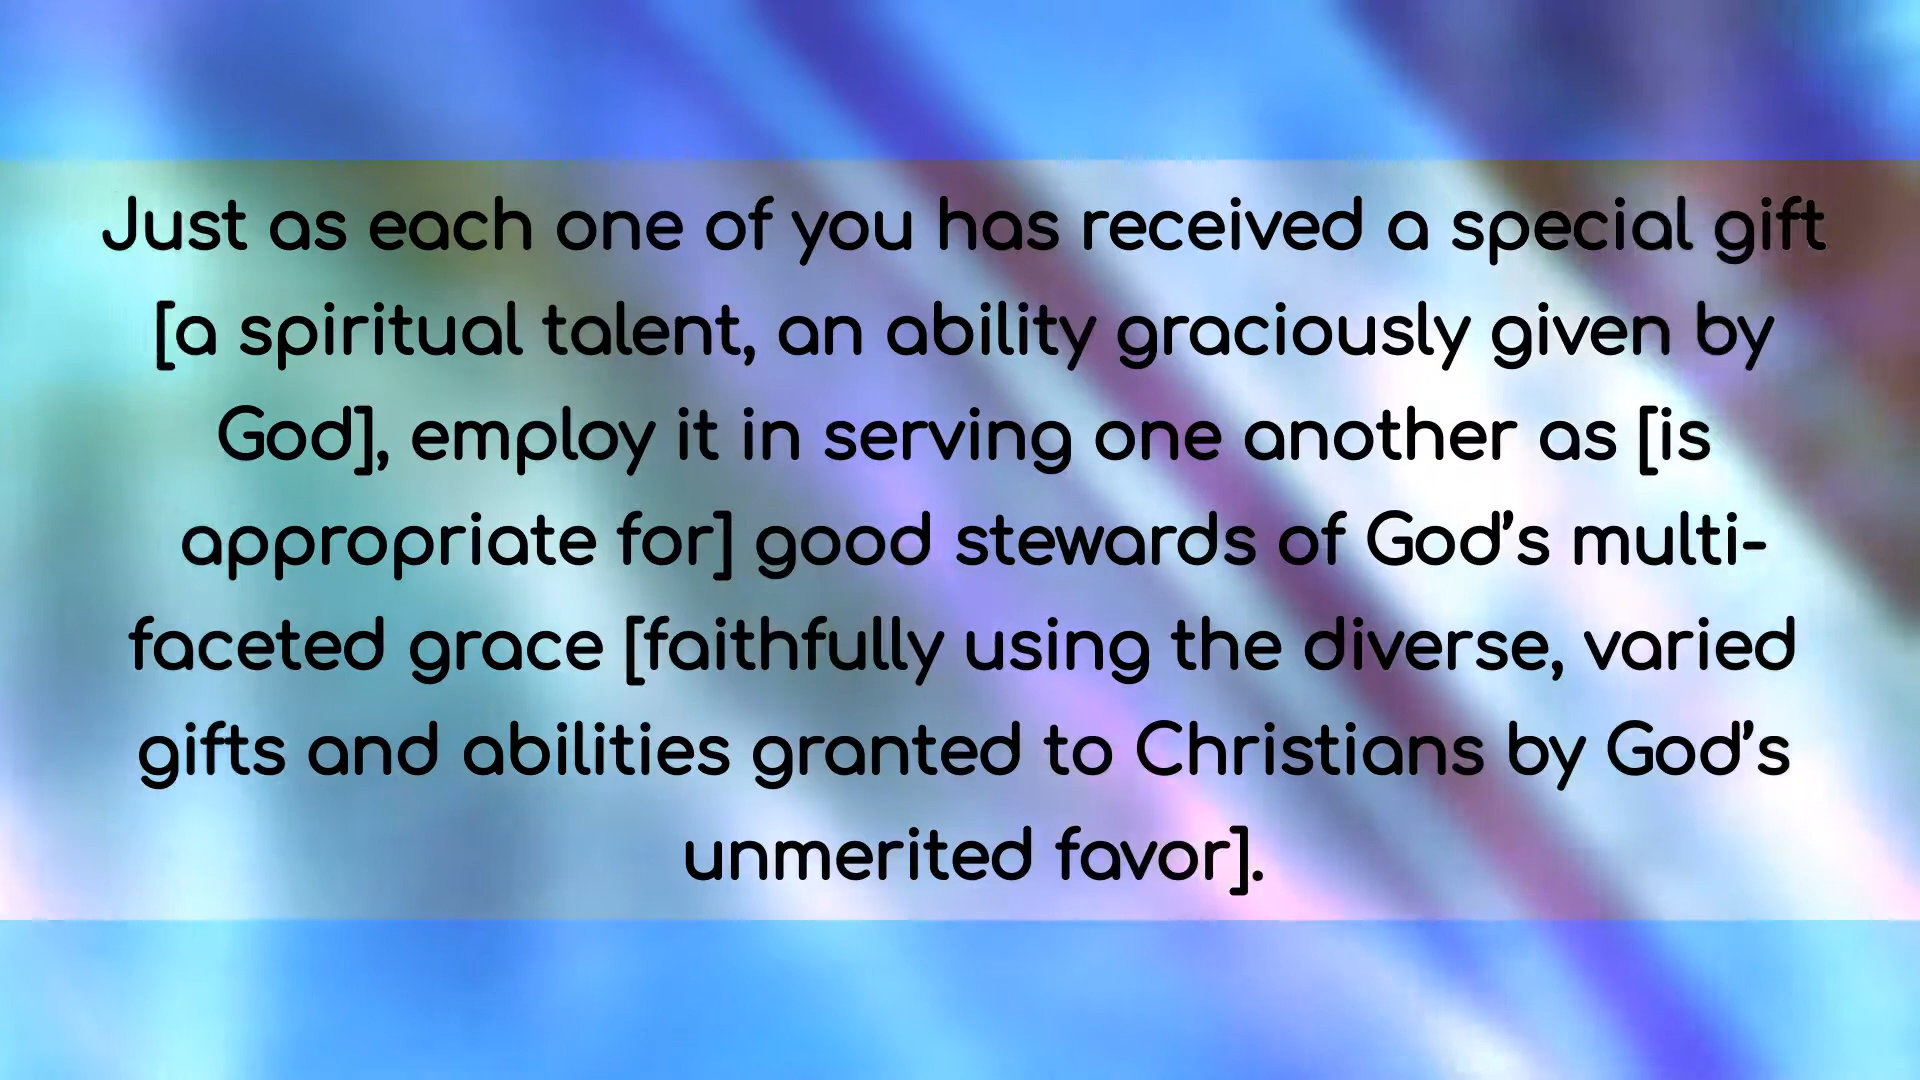 Just as each one of you has received a special gift
[a spiritual talent, an ability graciously given by
God], employ it in serving one another as [is
appropriate for] good stewards of God’s multi-
faceted grace [faithfully using the diverse, varied
gifts and abilities granted to Christians by God’s
unmerited favor].